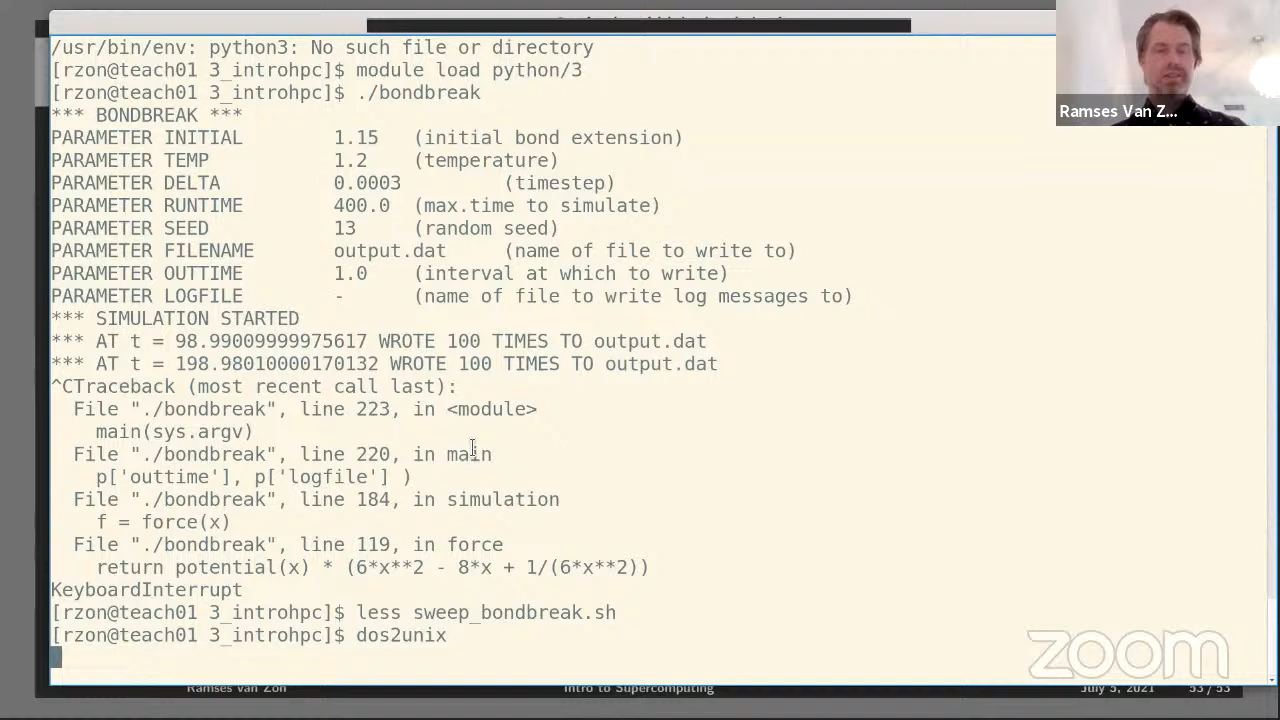 /usr/bin/env: python3: No such file or directory
[rzon@teach01 3_introhpc]$ module load python/3
[rzon@teach01 3_introhpc]$ ./bondbreak
*** BONDBREAK ***
PARAMETER INITIAL 1.15 (initial bond extension)
PARAMETER TEMP 1.2 (temperature)
PARAMETER DELTA 0.0003 (timestep)
PARAMETER RUNTIME 400.0 (max.time to simulate)
PARAMETER SEED 13 (random seed)
PARAMETER FILENAME output.dat (name of file to write to)
PARAMETER OUTTIME 1.0 (interval at which to write)
PARAMETER LOGFILE - (name of file to write log messages to)
*** SIMULATION STARTED
*** AT t = 98.99009999975617 WROTE 100 TIMES TO output.dat
*** AT t = 198.98010000170132 WROTE 100 TIMES TO output.dat
^CTraceback (most recent call last):
File "./bondbreak", line 223, in <module>
main(sys.argv)
File "./bondbreak", line 220, in main
p['outtime'], p['logfile'] )
File "./bondbreak", line 184, in simulation
f = force(x)
File "./bondbreak", line 119, in force
return potential(x) * (6*x**2 - 8*x + 1/(6*x**2))
KeyboardInterrupt
[rzon@teach01 3_introhpc]$ less sweep_bondbreak.sh
[rzon@teach01 3_introhpc]$ dos2unix
Ramses Van Z...
zoom
Ramses Van Zon Intro to Supercomputing July 5, 2021 53 / 53